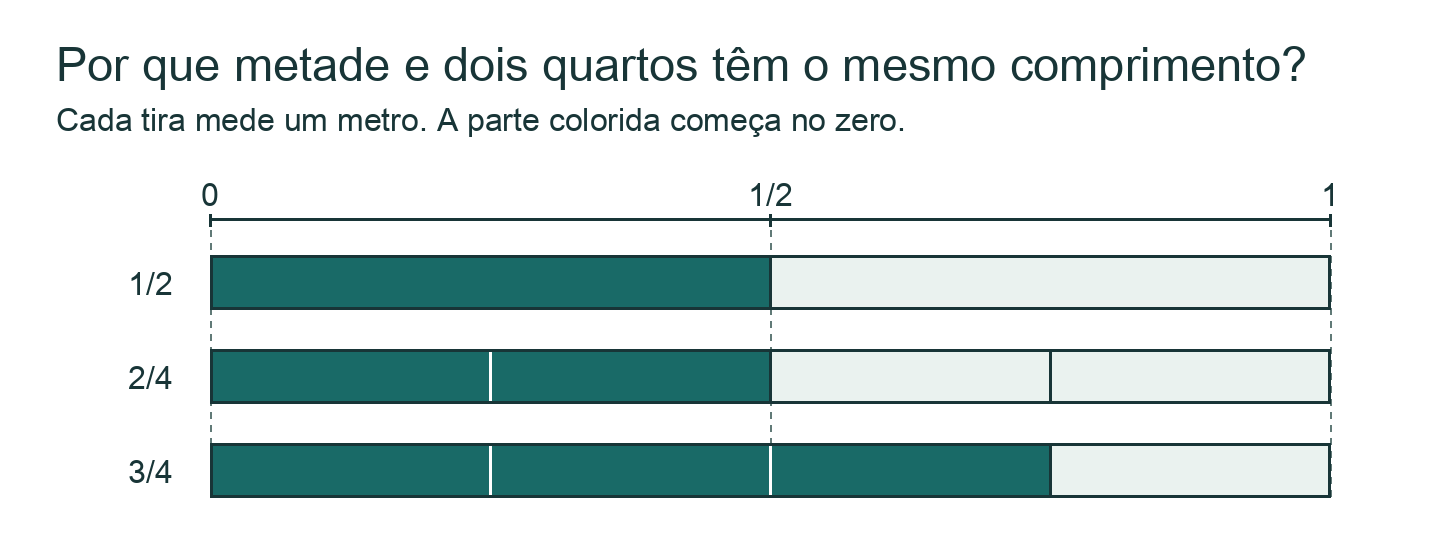 Por que metade e dois quartos têm o mesmo comprimento?
Cada tira mede um metro. A parte colorida começa no zero.
0 1/2 1
1/2
2/4
3/4